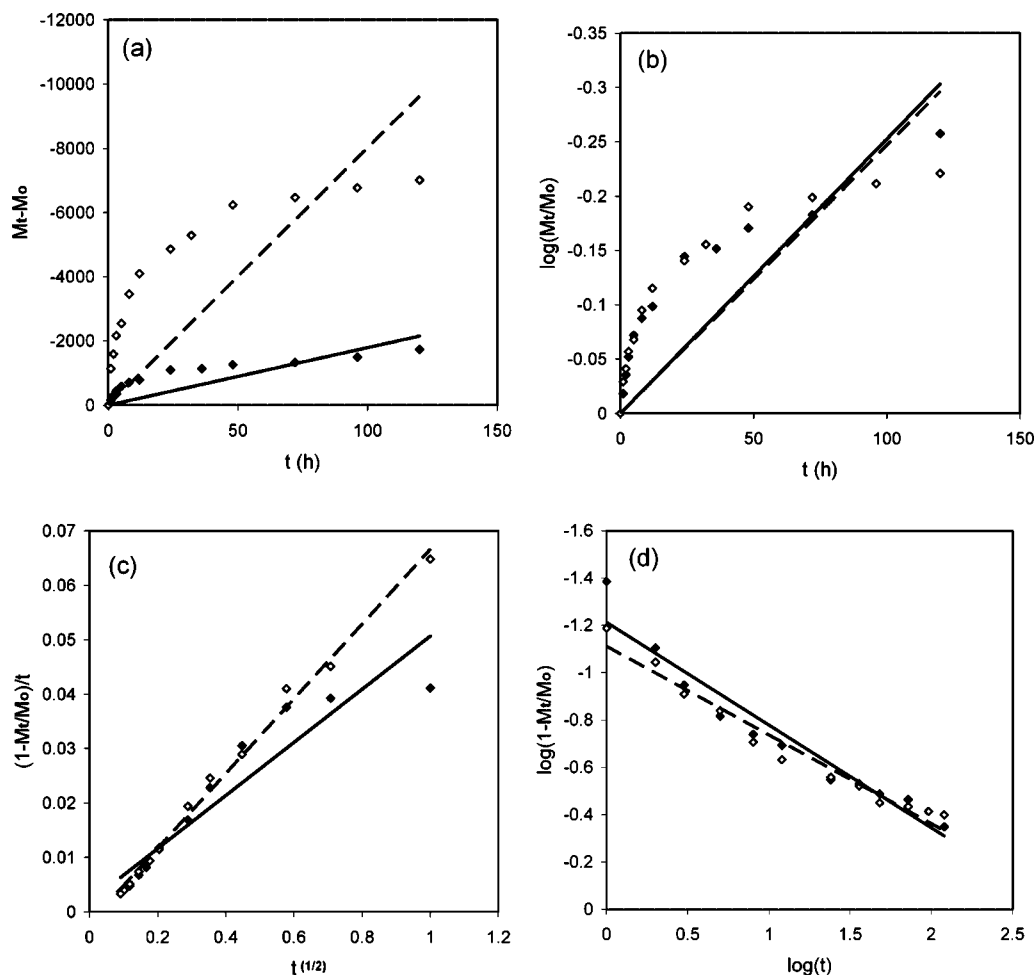 (a)
-12000
-10000
-8000
-6000
-4000
-2000
0
Mt-Mo
0 50 100 150
t (h)
(b)
-0.35
-0.3
-0.25
-0.2
-0.15
-0.1
-0.05
0
log(Mt/Mo)
0 50 100 150
t (h)
(c)
0.07
0.06
0.05
0.04
0.03
0.02
0.01
0
(1-Mt/Mo)/t
0 0.2 0.4 0.6 0.8 1 1.2
t (1/2)
(d)
-1.6
-1.4
-1.2
-1
-0.8
-0.6
-0.4
-0.2
0
log(1-Mt/Mo)
0 0.5 1 1.5 2 2.5
log(t)